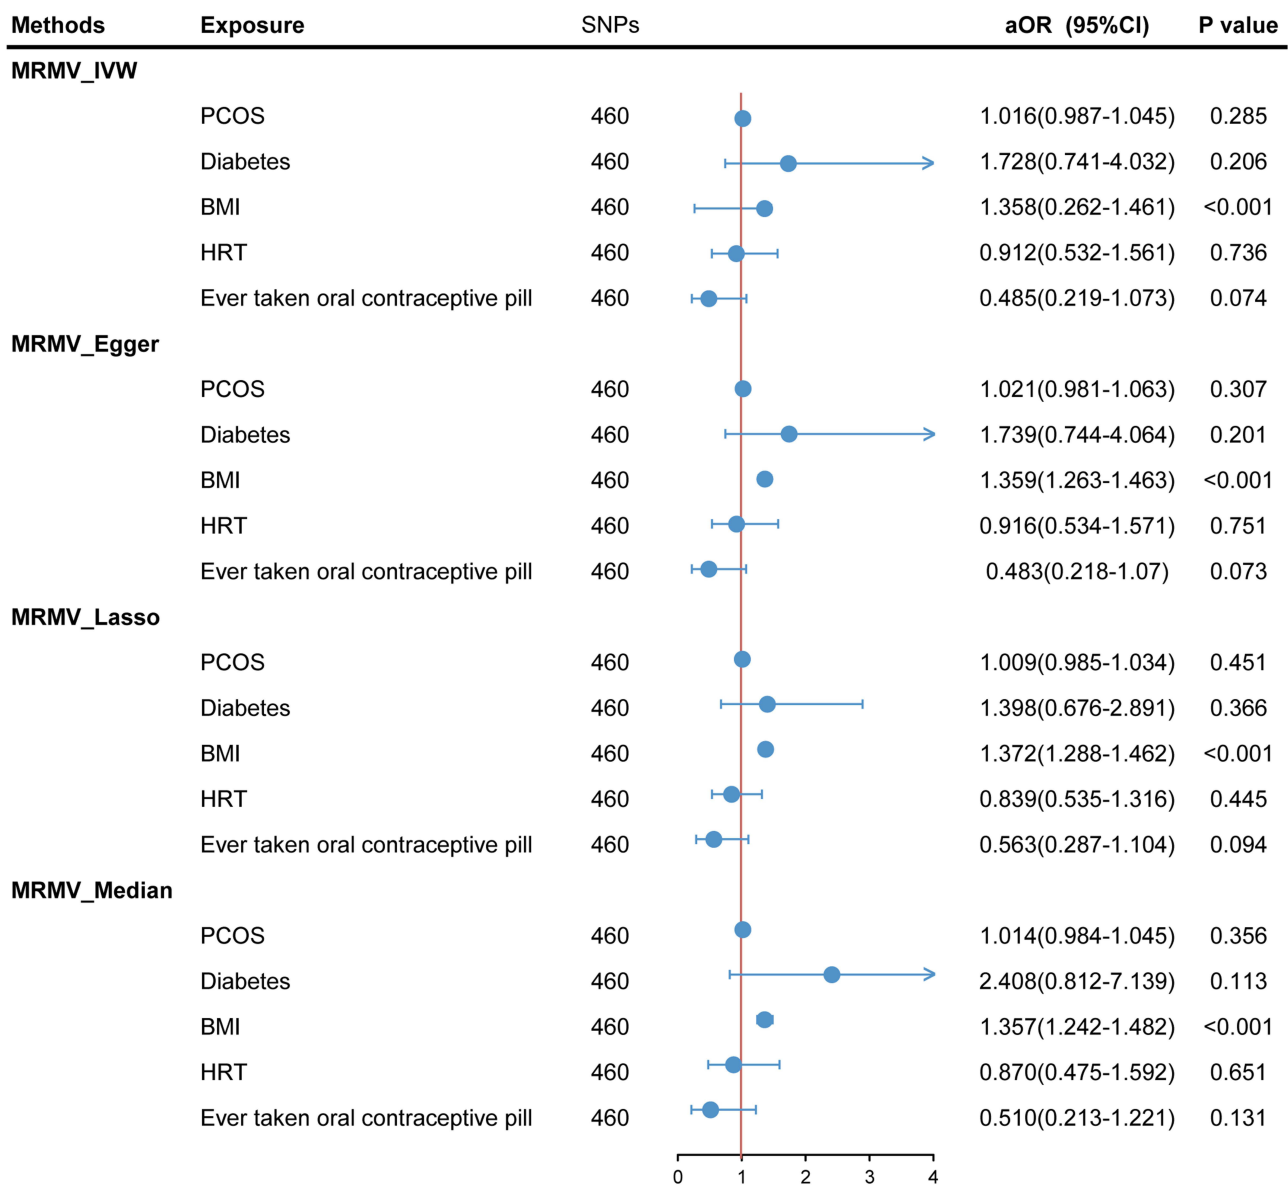 Methods Exposure SNPs aOR (95%CI) P value
MRMV_IVW
PCOS 460 1.016(0.987-1.045) 0.285
Diabetes 460 1.728(0.741-4.032) 0.206
BMI 460 1.358(0.262-1.461) <0.001
HRT 460 0.912(0.532-1.561) 0.736
Ever taken oral contraceptive pill 460 0.485(0.219-1.073) 0.074
MRMV_Egger
PCOS 460 1.021(0.981-1.063) 0.307
Diabetes 460 1.739(0.744-4.064) 0.201
BMI 460 1.359(1.263-1.463) <0.001
HRT 460 0.916(0.534-1.571) 0.751
Ever taken oral contraceptive pill 460 0.483(0.218-1.07) 0.073
MRMV_Lasso
PCOS 460 1.009(0.985-1.034) 0.451
Diabetes 460 1.398(0.676-2.891) 0.366
BMI 460 1.372(1.288-1.462) <0.001
HRT 460 0.839(0.535-1.316) 0.445
Ever taken oral contraceptive pill 460 0.563(0.287-1.104) 0.094
MRMV_Median
PCOS 460 1.014(0.984-1.045) 0.356
Diabetes 460 2.408(0.812-7.139) 0.113
BMI 460 1.357(1.242-1.482) <0.001
HRT 460 0.870(0.475-1.592) 0.651
Ever taken oral contraceptive pill 460 0.510(0.213-1.221) 0.131
0 1 2 3 4